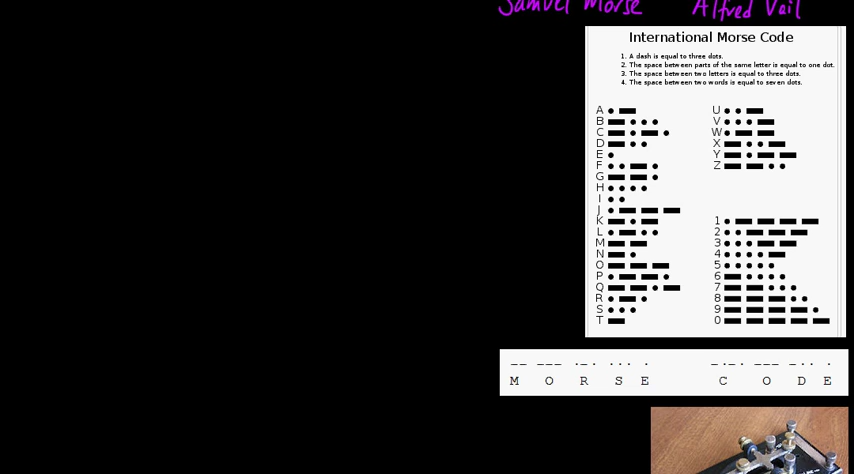 Samuel Morse Alfred Vail
International Morse Code
1. A dash is equal to three dots.
2. The space between parts of the same letter is equal to one dot.
3. The space between two letters is equal to three dots.
4. The space between two words is equal to seven dots.
A U
B V
C W
D X
E Y
F Z
G
H
I
J
K 1
L 2
M 3
N 4
O 5
P 6
Q 7
R 8
S 9
T 0
M O R S E C O D E